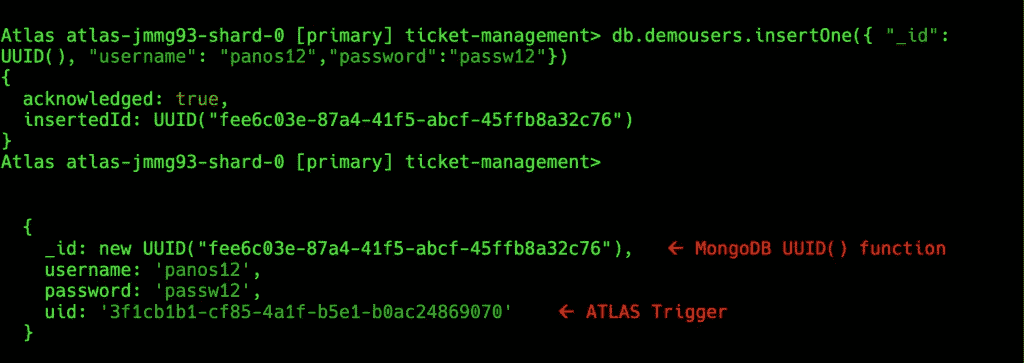 Atlas atlas-jmmg93-shard-0 [primary] ticket-management> db.demousers.insertOne({ "_id":
UUID(), "username": "panos12","password":"passw12"})
{
  acknowledged: true,
  insertedId: UUID("fee6c03e-87a4-41f5-abcf-45ffb8a32c76")
}
Atlas atlas-jmmg93-shard-0 [primary] ticket-management>
  {
    _id: new UUID("fee6c03e-87a4-41f5-abcf-45ffb8a32c76"),   ← MongoDB UUID() function
    username: 'panos12',
    password: 'passw12',
    uid: '3f1cb1b1-cf85-4a1f-b5e1-b0ac24869070'    ← ATLAS Trigger
  }